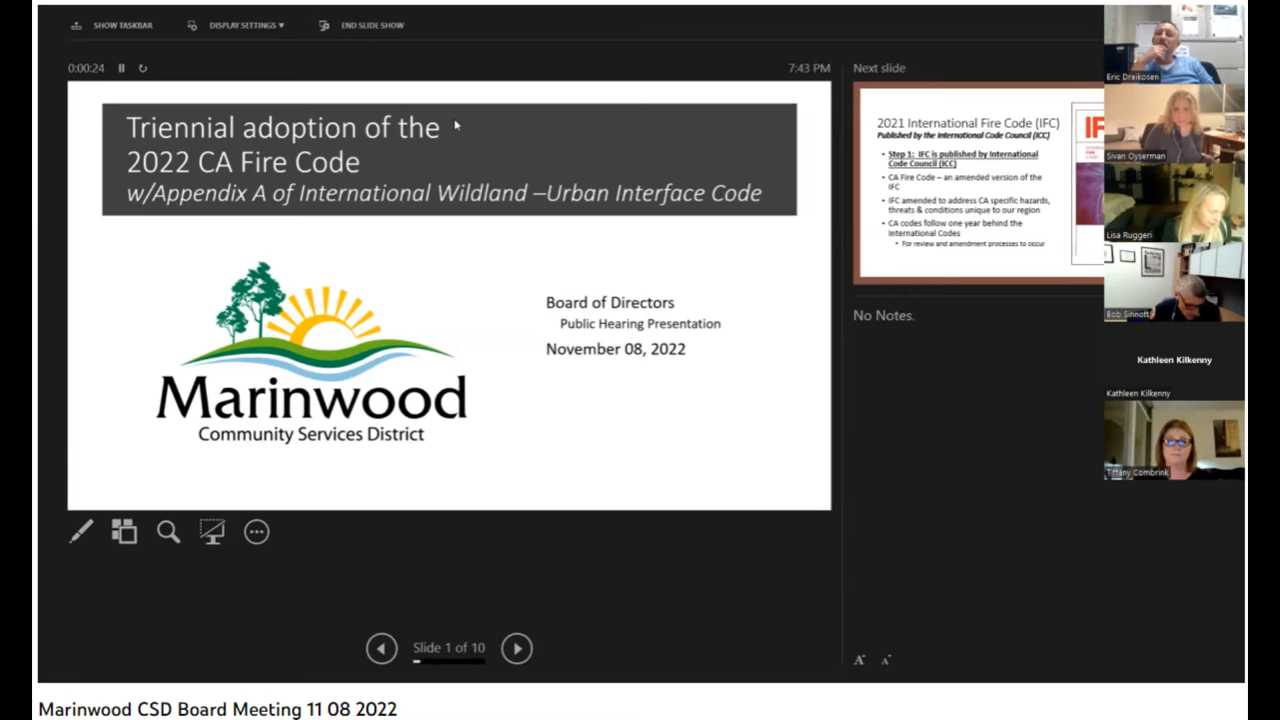 SHOW TASKBAR
DISPLAY SETTINGS ▼
END SLIDE SHOW
0:00:24
7:43 PM
Triennial adoption of the
2022 CA Fire Code
w/Appendix A of International Wildland –Urban Interface Code
Marinwood
Community Services District
Board of Directors
Public Hearing Presentation
November 08, 2022
Slide 1 of 10
Next slide
2021 International Fire Code (IFC)
Published by the International Code Council (ICC)
• Step 1: IFC is published by International
Code Council (ICC)
• CA Fire Code – an amended version of the
IFC
• IFC amended to address CA specific hazards,
threats & conditions unique to our region
• CA codes follow one year behind the
International Codes
• For review and amendment processes to occur
IF
No Notes.
A A
Eric Dreikosen
Sivan Oyserman
Lisa Ruggeri
Bob Sinnott
Kathleen Kilkenny
Kathleen Kilkenny
Tiffany Combrink
Marinwood CSD Board Meeting 11 08 2022